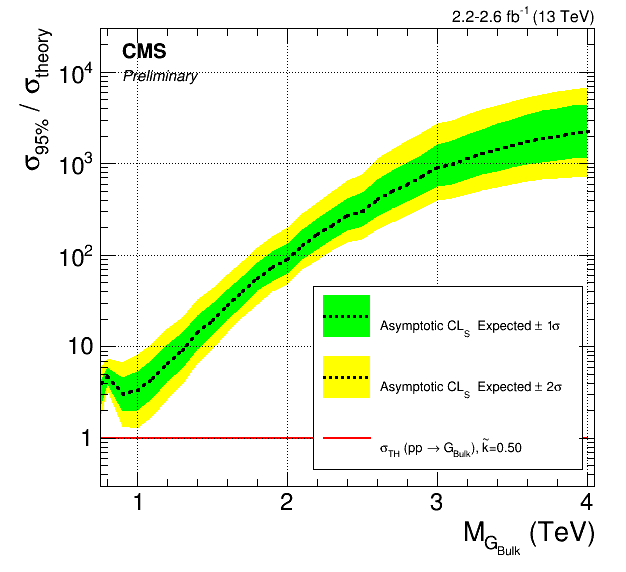 2.2-2.6 fb⁻¹ (13 TeV)
CMS
Preliminary
σ95% / σtheory
10⁴
10³
10²
10
1
Asymptotic CLS Expected ± 1σ
Asymptotic CLS Expected ± 2σ
σTH (pp → GBulk), k̃=0.50
1 2 3 4
MGBulk (TeV)